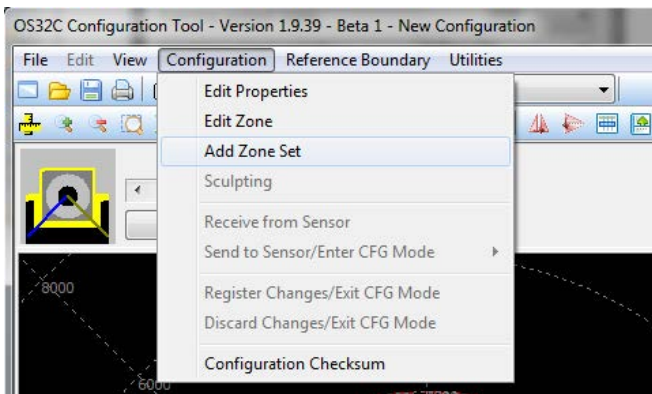 OS32C Configuration Tool - Version 1.9.39 - Beta 1 - New Configuration
File Edit View Configuration Reference Boundary Utilities
Edit Properties
Edit Zone
Add Zone Set
Sculpting
Receive from Sensor
Send to Sensor/Enter CFG Mode
Register Changes/Exit CFG Mode
Discard Changes/Exit CFG Mode
Configuration Checksum
8000